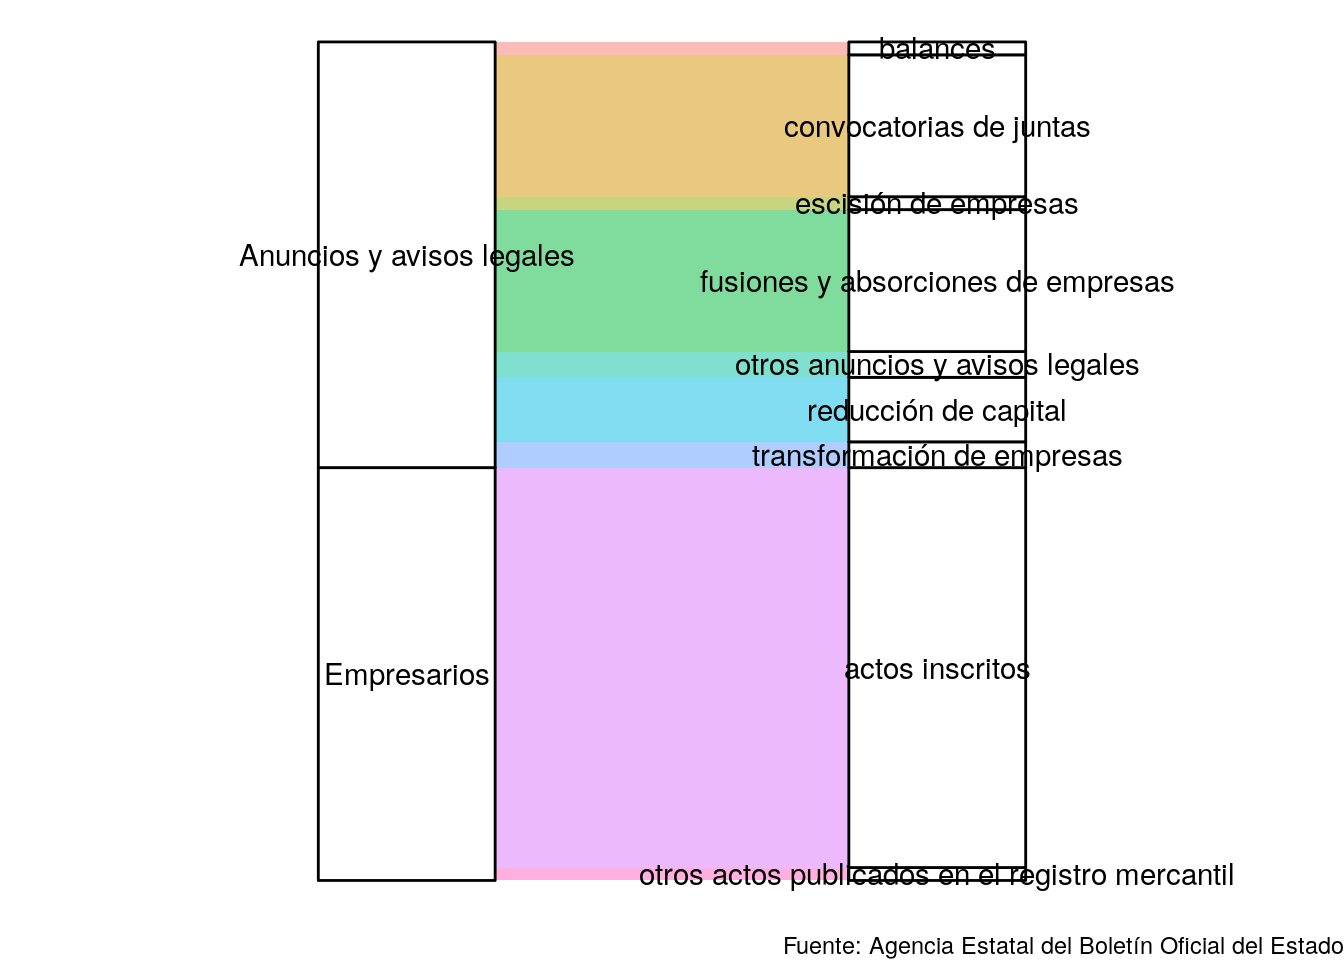 balances
convocatorias de juntas
escisión de empresas
Anuncios y avisos legales
fusiones y absorciones de empresas
otros anuncios y avisos legales
reducción de capital
transformación de empresas
Empresarios
actos inscritos
otros actos publicados en el registro mercantil
Fuente: Agencia Estatal del Boletín Oficial del Estado